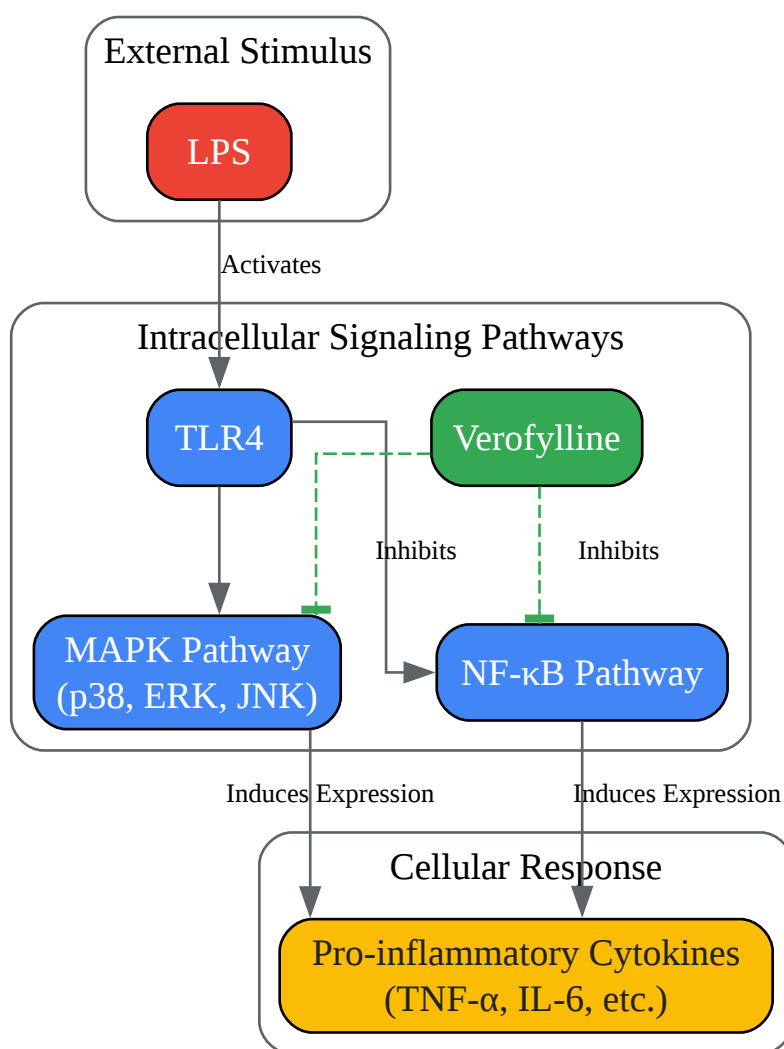 External Stimulus
LPS
Activates
Intracellular Signaling Pathways
TLR4
Verofylline
Inhibits
Inhibits
MAPK Pathway
(p38, ERK, JNK)
NF-κB Pathway
Induces Expression
Induces Expression
Cellular Response
Pro-inflammatory Cytokines
(TNF-α, IL-6, etc.)